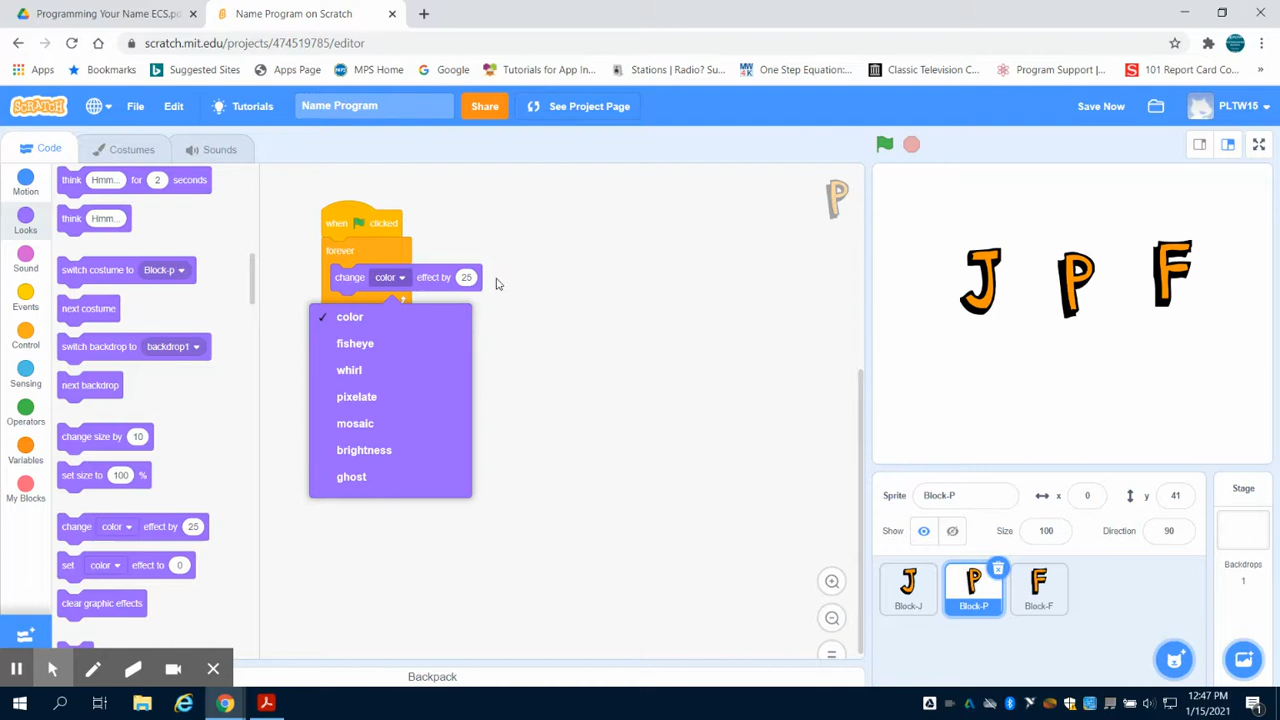 Programming Your Name ECS.pd
Name Program on Scratch
scratch.mit.edu/projects/474519785/editor
Apps
Bookmarks
Suggested Sites
Apps Page
MPS Home
Google
Tutorials for App In...
Stations | Radio? Su...
One Step Equation:...
Classic Television C...
Program Support |...
101 Report Card Co...
»
SCRATCH
File
Edit
Tutorials
Name Program
Share
See Project Page
Save Now
PLTW15
Code
Costumes
Sounds
Motion
Looks
Sound
Events
Control
Sensing
Operators
Variables
My Blocks
think Hmm... for 2 seconds
think Hmm...
switch costume to Block-p
next costume
switch backdrop to backdrop1
next backdrop
change size by 10
set size to 100 %
change color effect by 25
set color effect to 0
clear graphic effects
when clicked
forever
change color effect by 25
✓ color
fisheye
whirl
pixelate
mosaic
brightness
ghost
P
J P F
Sprite Block-P x 0 y 41
Show Size 100 Direction 90
J
Block-J
P
Block-P
F
Block-F
Stage
Backdrops
1
Backpack
12:47 PM
1/15/2021
1